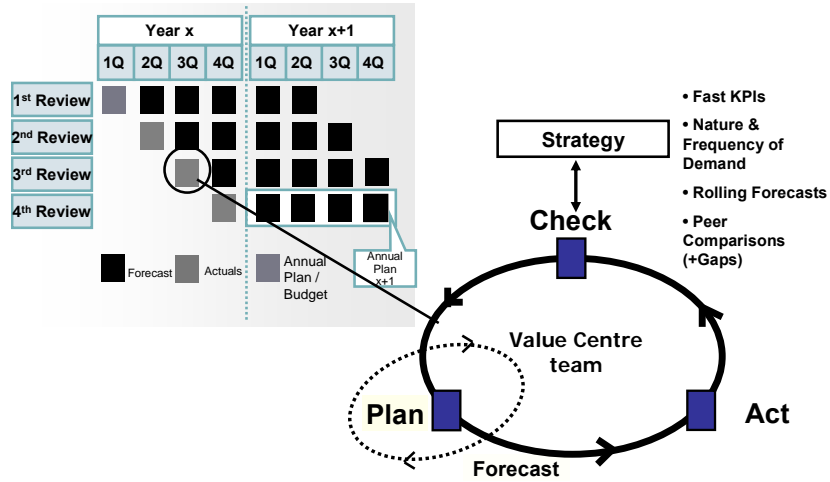 Year x
Year x+1
1Q 2Q 3Q 4Q 1Q 2Q 3Q 4Q
1st Review
2nd Review
3rd Review
4th Review
Forecast
Actuals
Annual
Plan /
Budget
Annual
Plan
x+1
• Fast KPIs
• Nature &
Frequency of
Demand
• Rolling Forecasts
• Peer
Comparisons
(+Gaps)
Strategy
Check
Value Centre
team
Plan
Act
Forecast